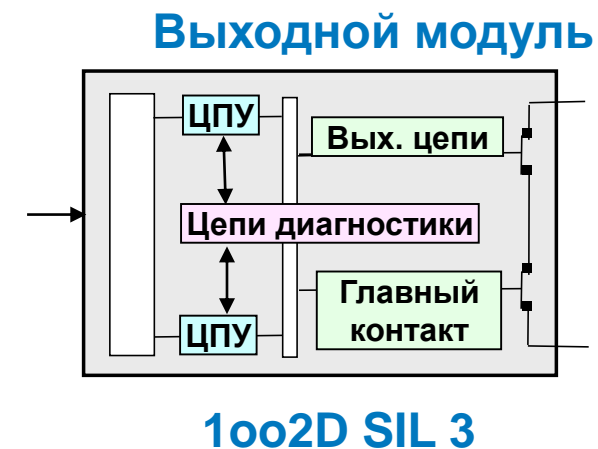 Выходной модуль
ЦПУ
Вых. цепи
Цепи диагностики
Главный
контакт
ЦПУ
1oo2D SIL 3